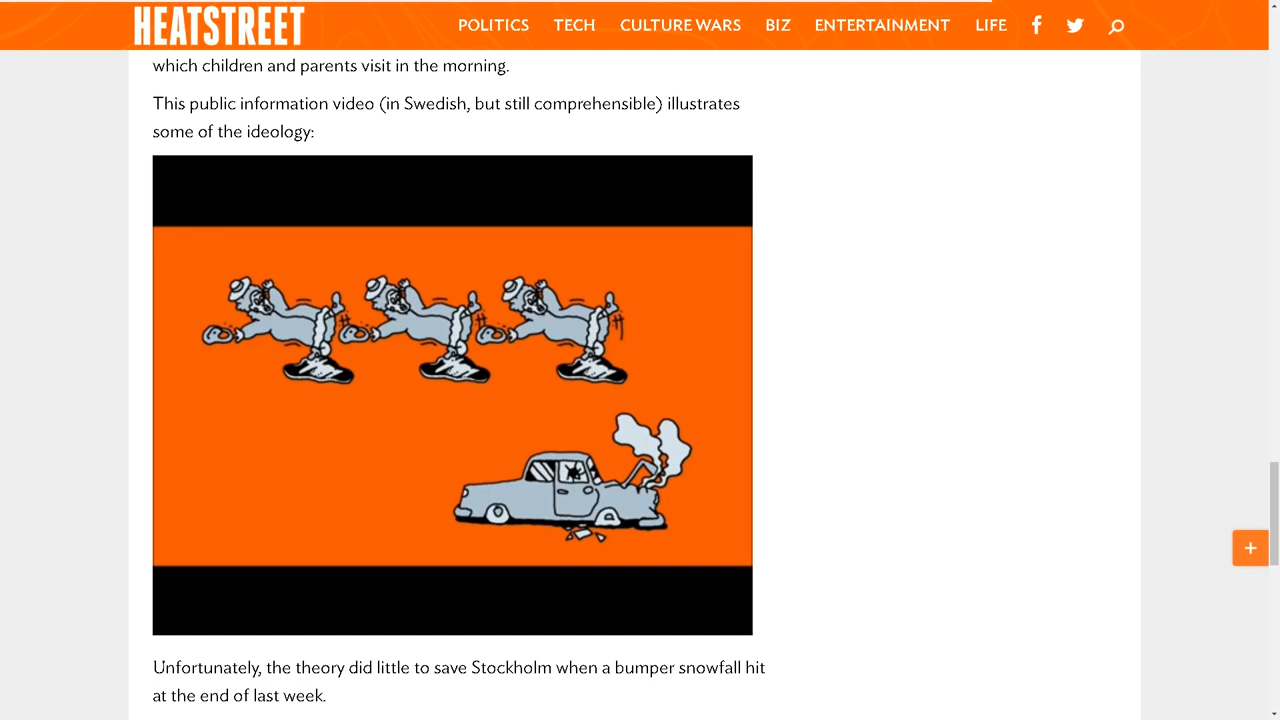 HEATSTREET
POLITICS TECH CULTURE WARS BIZ ENTERTAINMENT LIFE
which children and parents visit in the morning.
This public information video (in Swedish, but still comprehensible) illustrates
some of the ideology:
Unfortunately, the theory did little to save Stockholm when a bumper snowfall hit
at the end of last week.